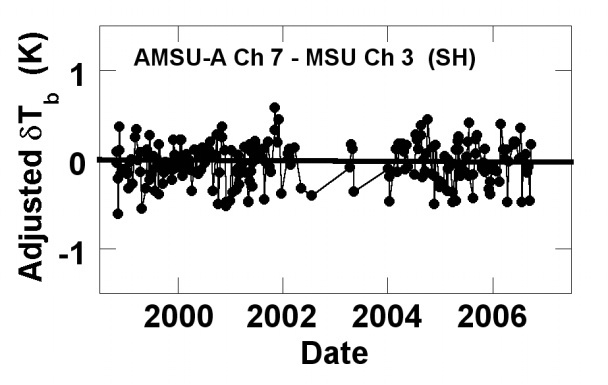 AMSU-A Ch 7 - MSU Ch 3 (SH)
Adjusted δTb (K)
1
0
-1
2000 2002 2004 2006
Date